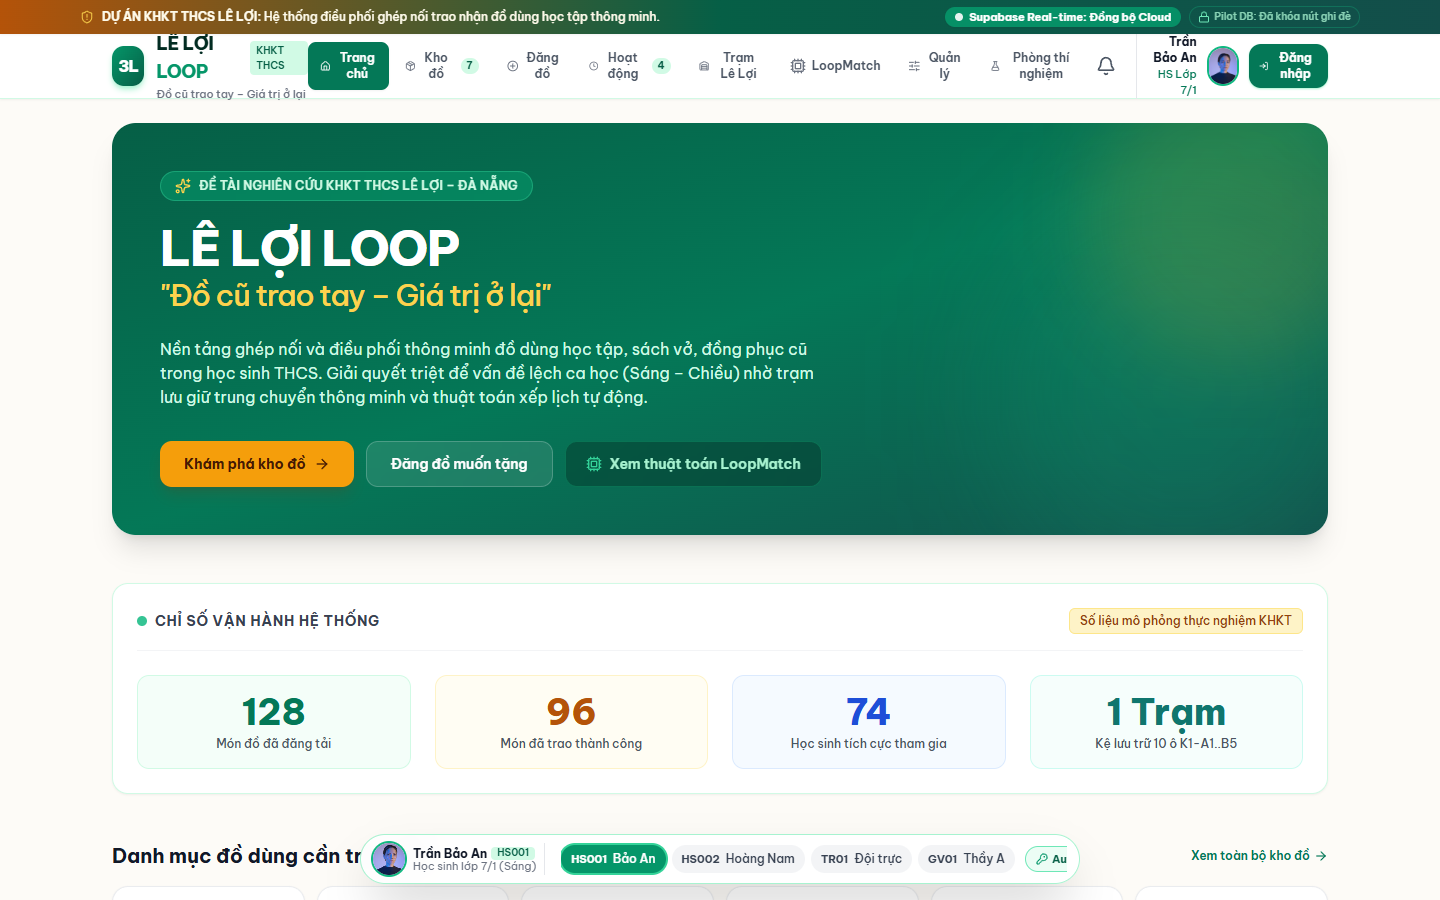 DỰ ÁN KHKT THCS LÊ LỢI: Hệ thống điều phối ghép nối trao nhận đồ dùng học tập thông minh.
Supabase Real-time: Đồng bộ Cloud
Pilot DB: Đã khóa nút ghi đè
3L
LÊ LỢI
LOOP
KHKT
THCS
Đồ cũ trao tay – Giá trị ở lại
Trang
chủ
Kho
đồ
7
Đăng
đồ
Hoạt
động
4
Trạm
Lê Lợi
LoopMatch
Quản
lý
Phòng thí
nghiệm
Trần
Bảo An
HS Lớp
7/1
Đăng
nhập
ĐỀ TÀI NGHIÊN CỨU KHKT THCS LÊ LỢI – ĐÀ NẴNG
LÊ LỢI LOOP
"Đồ cũ trao tay – Giá trị ở lại"
Nền tảng ghép nối và điều phối thông minh đồ dùng học tập, sách vở, đồng phục cũ
trong học sinh THCS. Giải quyết triệt để vấn đề lệch ca học (Sáng – Chiều) nhờ trạm
lưu giữ trung chuyển thông minh và thuật toán xếp lịch tự động.
Khám phá kho đồ
Đăng đồ muốn tặng
Xem thuật toán LoopMatch
CHỈ SỐ VẬN HÀNH HỆ THỐNG
Số liệu mô phỏng thực nghiệm KHKT
128
Món đồ đã đăng tải
96
Món đã trao thành công
74
Học sinh tích cực tham gia
1 Trạm
Kệ lưu trữ 10 ô K1-A1..B5
Danh mục đồ dùng cần tr
Xem toàn bộ kho đồ
Trần Bảo An HS001
Học sinh lớp 7/1 (Sáng)
HS001 Bảo An
HS002 Hoàng Nam
TR01 Đội trực
GV01 Thầy A
Au